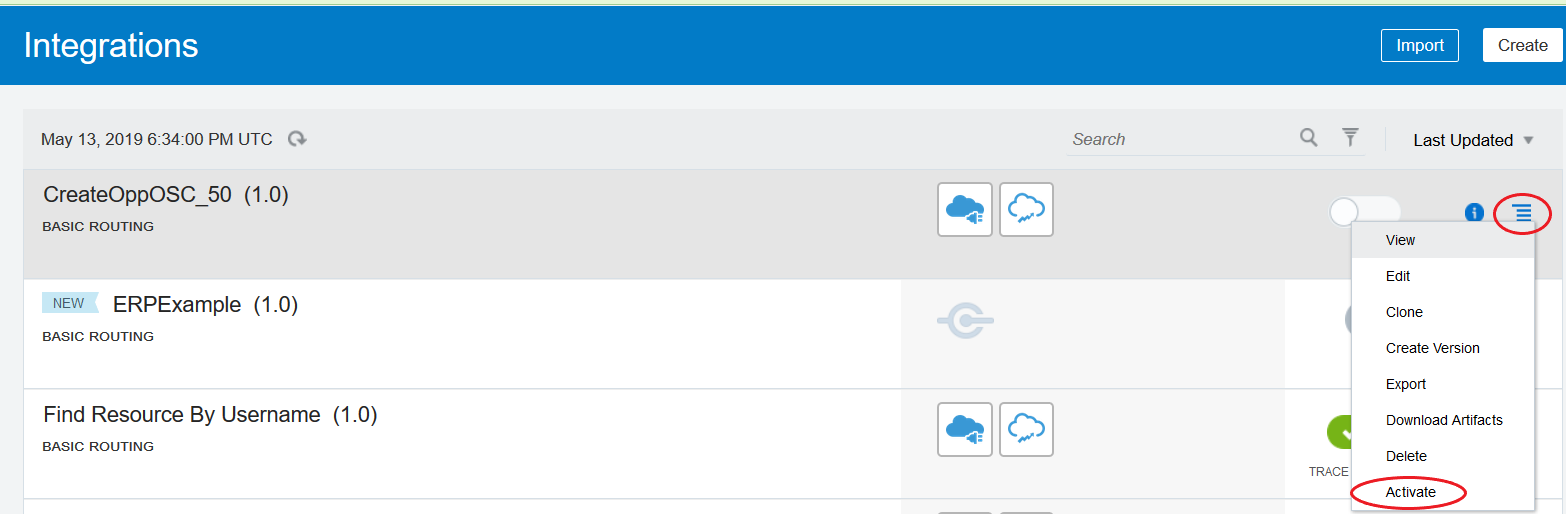 Integrations
Import
Create
May 13, 2019 6:34:00 PM UTC
Search
Last Updated
CreateOppOSC_50 (1.0)
BASIC ROUTING
View
Edit
Clone
Create Version
Export
Download Artifacts
Delete
Activate
NEW ERPExample (1.0)
BASIC ROUTING
Find Resource By Username (1.0)
BASIC ROUTING
TRACE